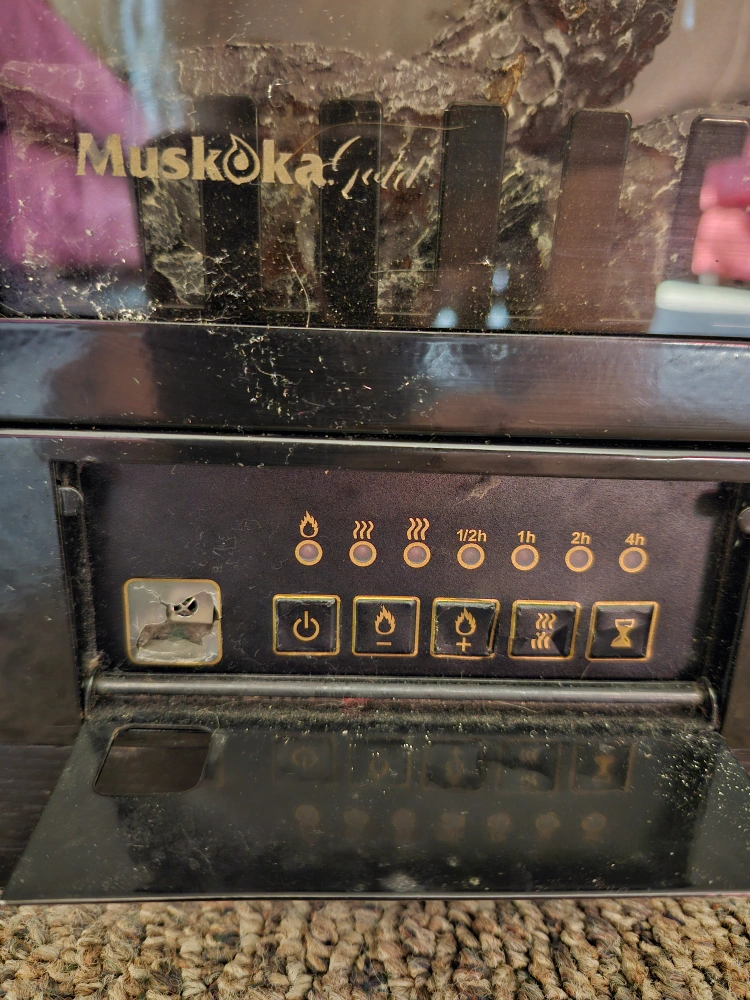 Muskoka Gold
1/2h 1h 2h 4h
- +